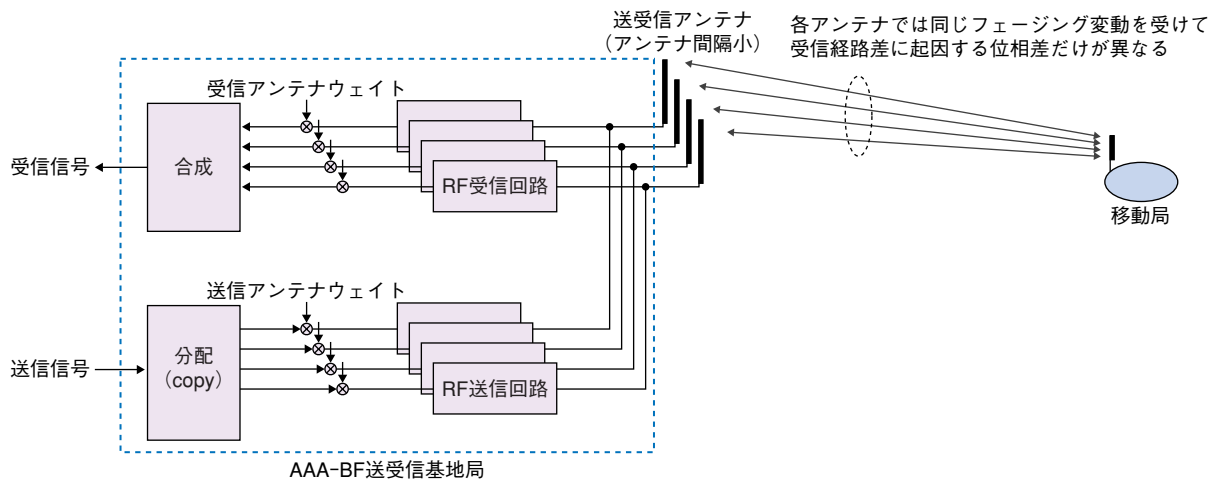 送受信アンテナ
（アンテナ間隔小）
各アンテナでは同じフェージング変動を受けて
受信経路差に起因する位相差だけが異なる
受信アンテナウェイト
受信信号
合成
RF受信回路
移動局
送信アンテナウェイト
送信信号
分配
（copy）
RF送信回路
AAA-BF送受信基地局